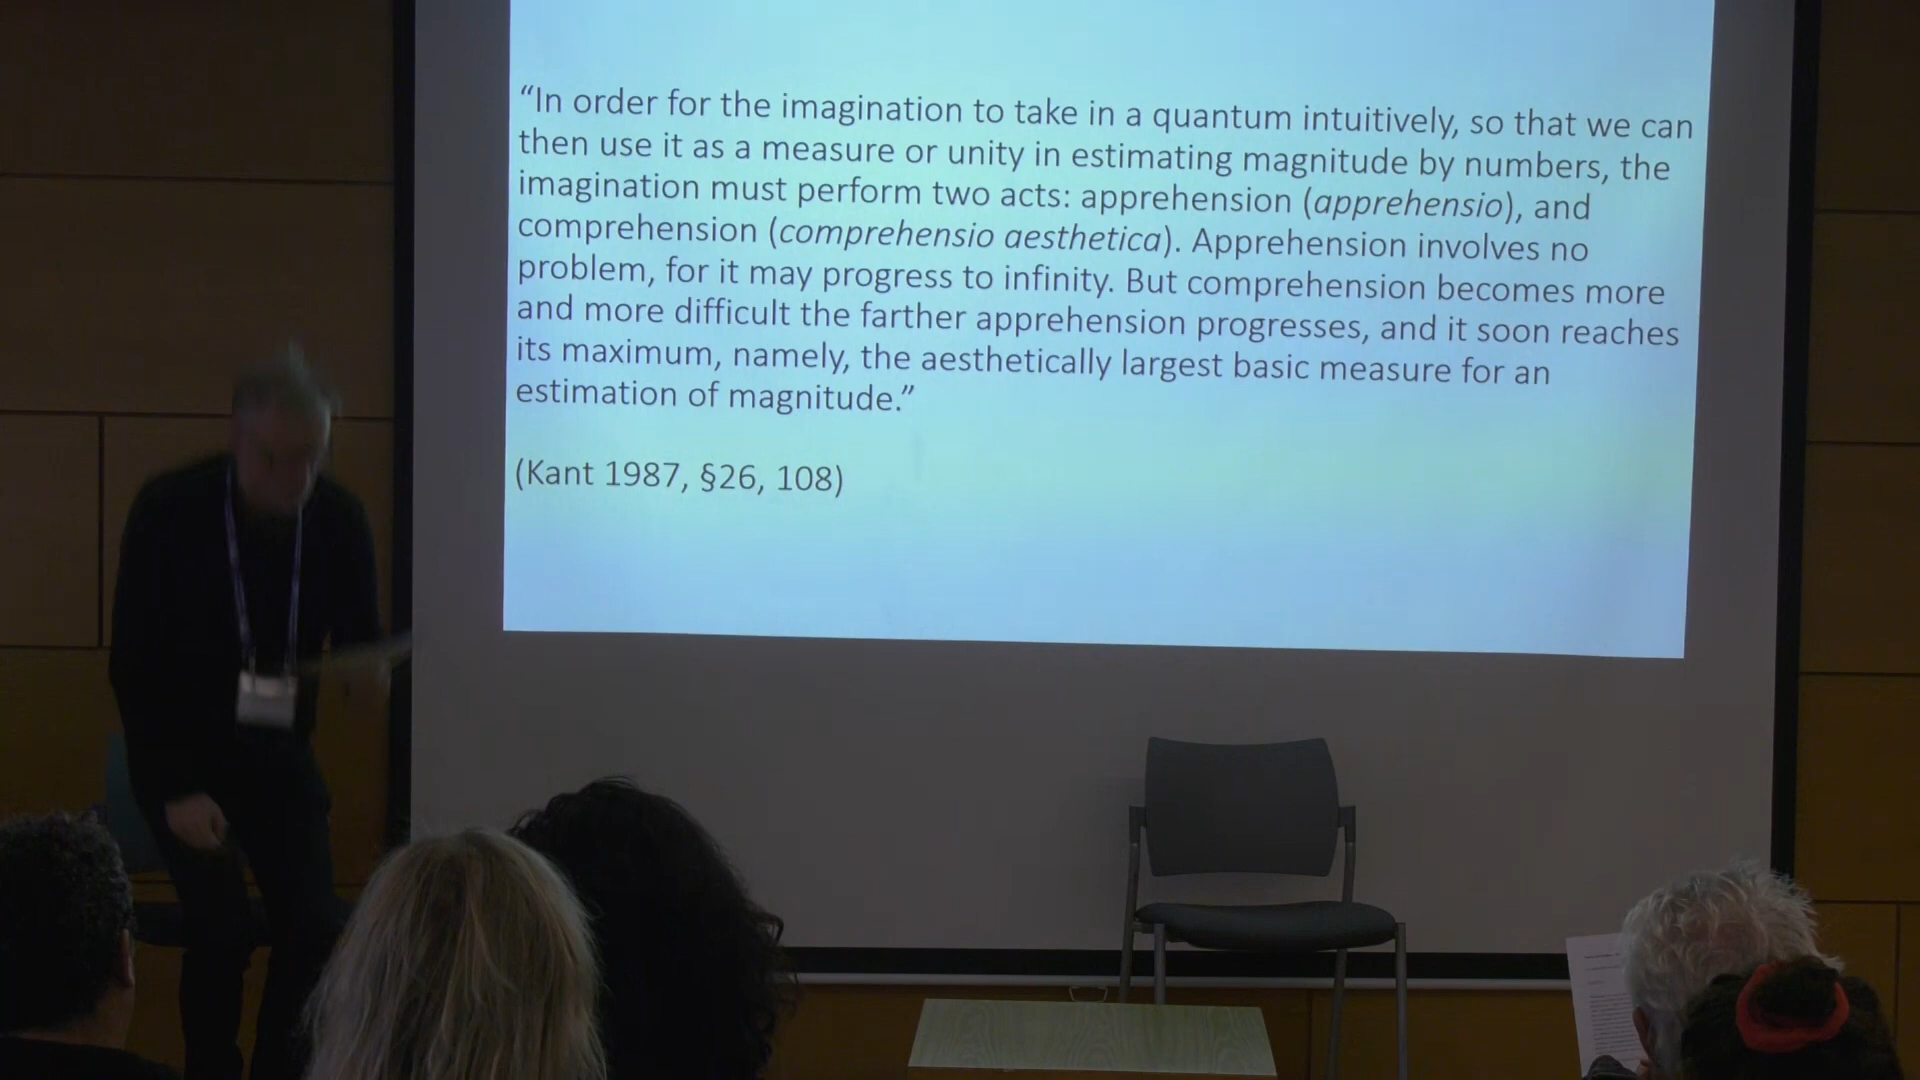 “In order for the imagination to take in a quantum intuitively, so that we can
then use it as a measure or unity in estimating magnitude by numbers, the
imagination must perform two acts: apprehension (apprehensio), and
comprehension (comprehensio aesthetica). Apprehension involves no
problem, for it may progress to infinity. But comprehension becomes more
and more difficult the farther apprehension progresses, and it soon reaches
its maximum, namely, the aesthetically largest basic measure for an
estimation of magnitude.”
(Kant 1987, §26, 108)